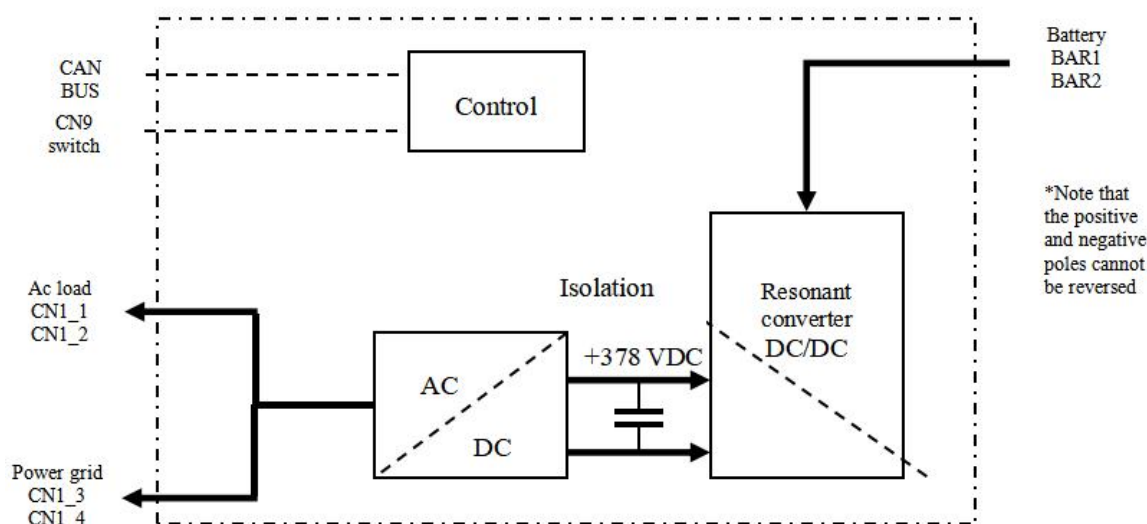 CAN
BUS
CN9
switch
Control
Battery
BAR1
BAR2
*Note that
the positive
and negative
poles cannot
be reversed
Ac load
CN1_1
CN1_2
Isolation
+378 VDC
Resonant
converter
DC/DC
AC
DC
Power grid
CN1_3
CN1_4